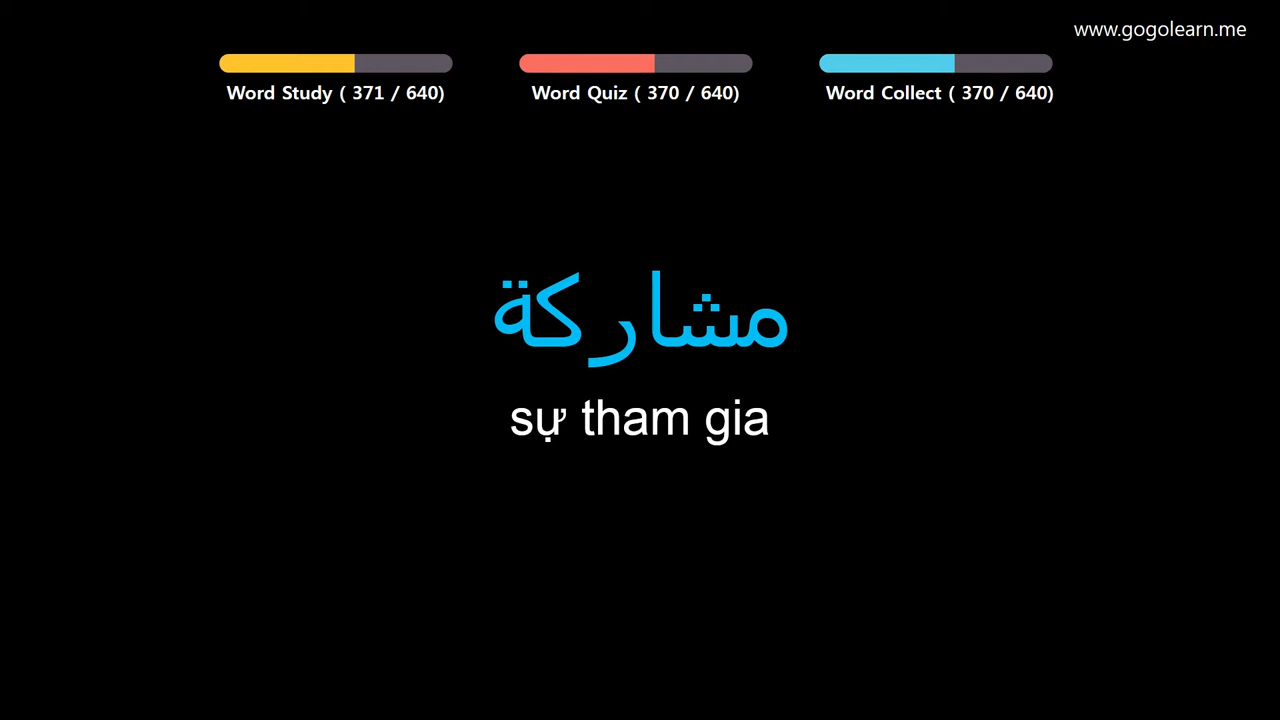 www.gogolearn.me
Word Study ( 371 / 640)
Word Quiz ( 370 / 640)
Word Collect ( 370 / 640)
مشاركة
sự tham gia